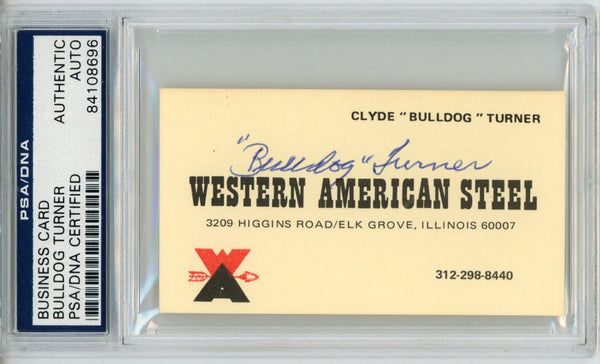 PSA/DNA
AUTHENTIC
AUTO
84108696
BUSINESS CARD
BULLDOG TURNER
PSA/DNA CERTIFIED
CLYDE "BULLDOG" TURNER
"Bulldog" Turner
WESTERN AMERICAN STEEL
3209 HIGGINS ROAD/ELK GROVE, ILLINOIS 60007
WA
312-298-8440